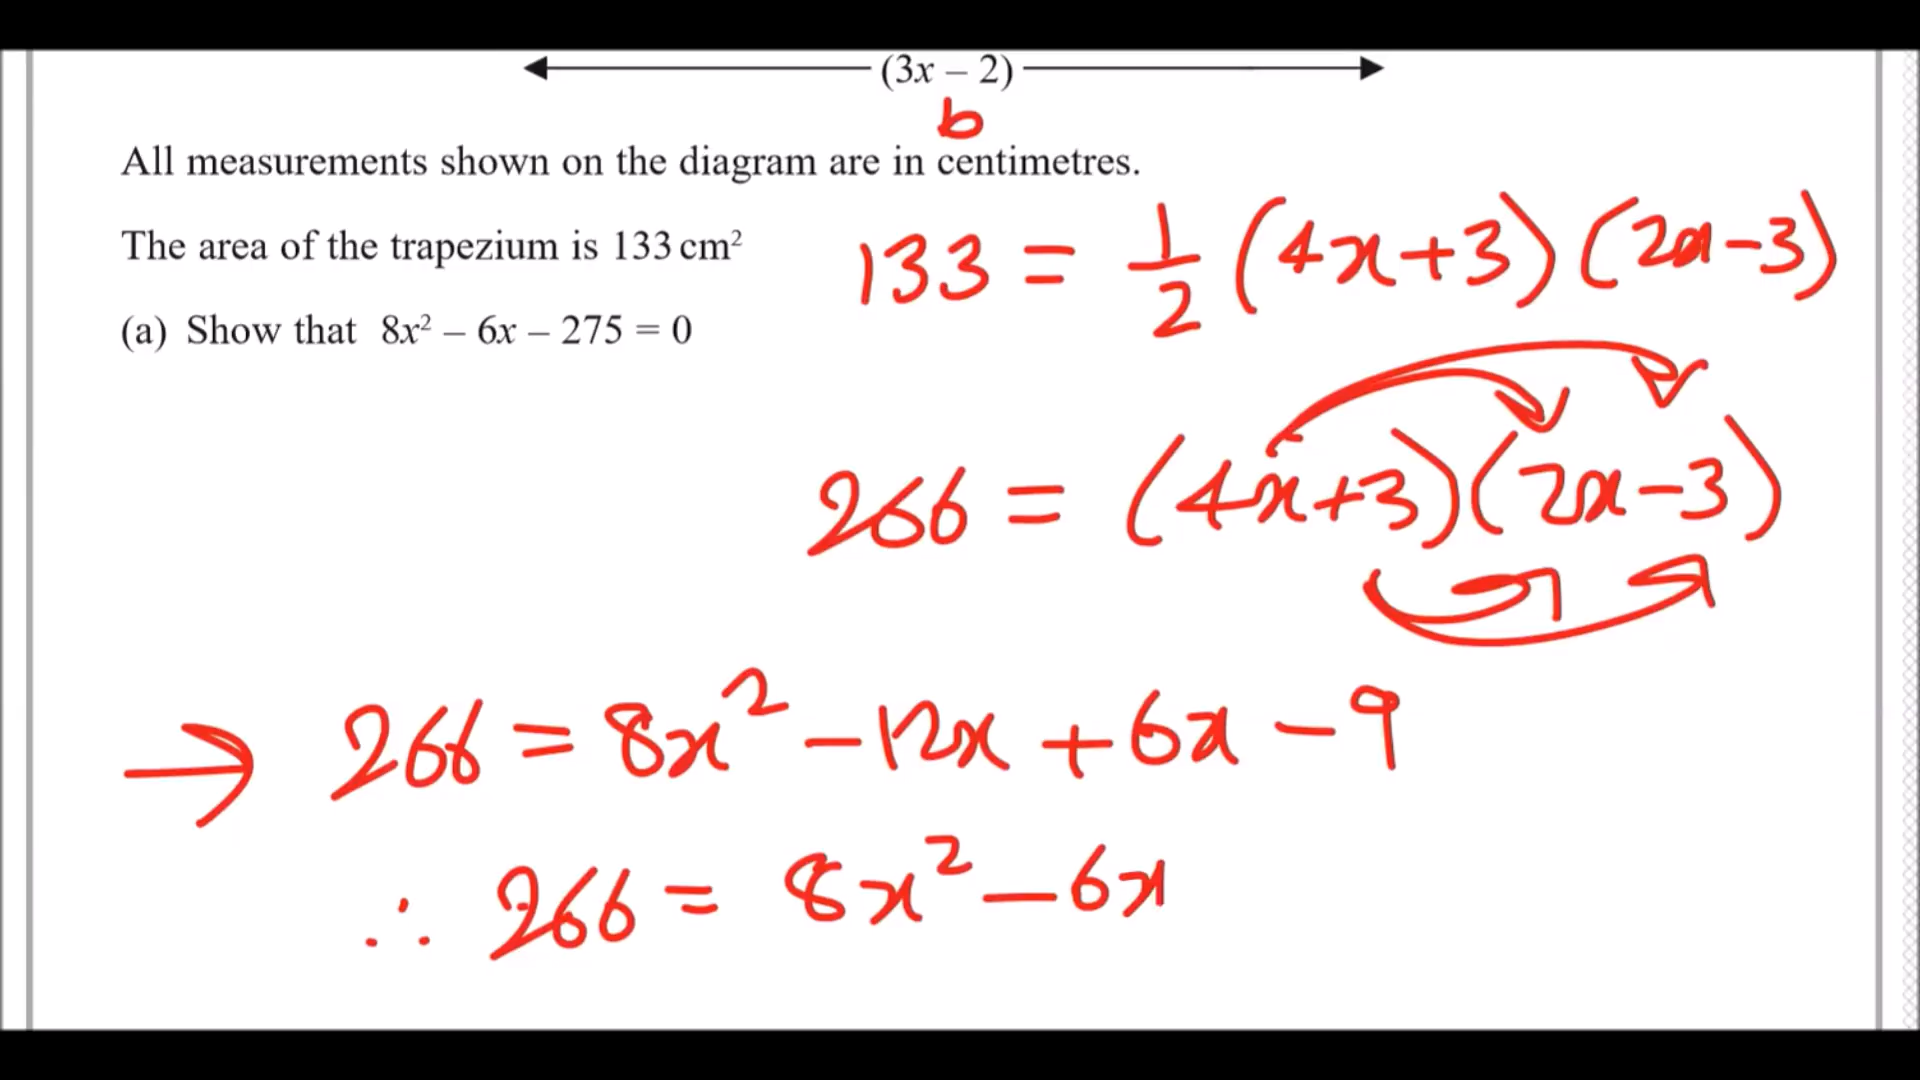 (3x – 2)
b
All measurements shown on the diagram are in centimetres.
The area of the trapezium is 133 cm²
133 = 1/2 (4x+3)(2x-3)
(a) Show that 8x² – 6x – 275 = 0
266 = (4x+3)(2x-3)
→ 266 = 8x² - 12x + 6x - 9
∴ 266 = 8x² - 6x